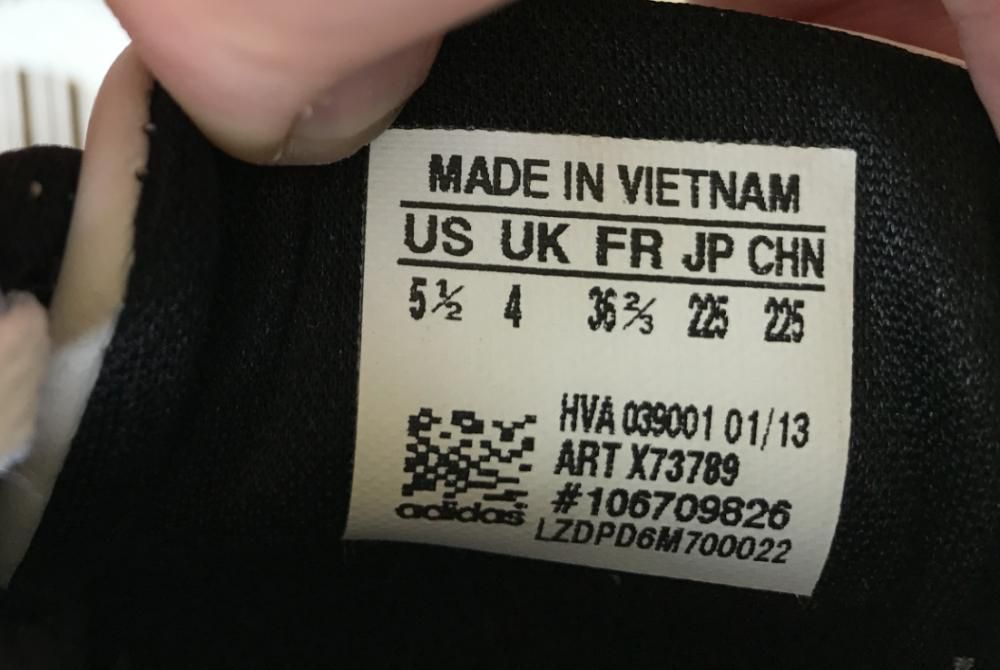 MADE IN VIETNAM
US UK FR JP CHN
5½ 4 36⅔ 225 225
HVA 039001 01/13
ART X73789
#106709826
adidas
LZDPD6M700022